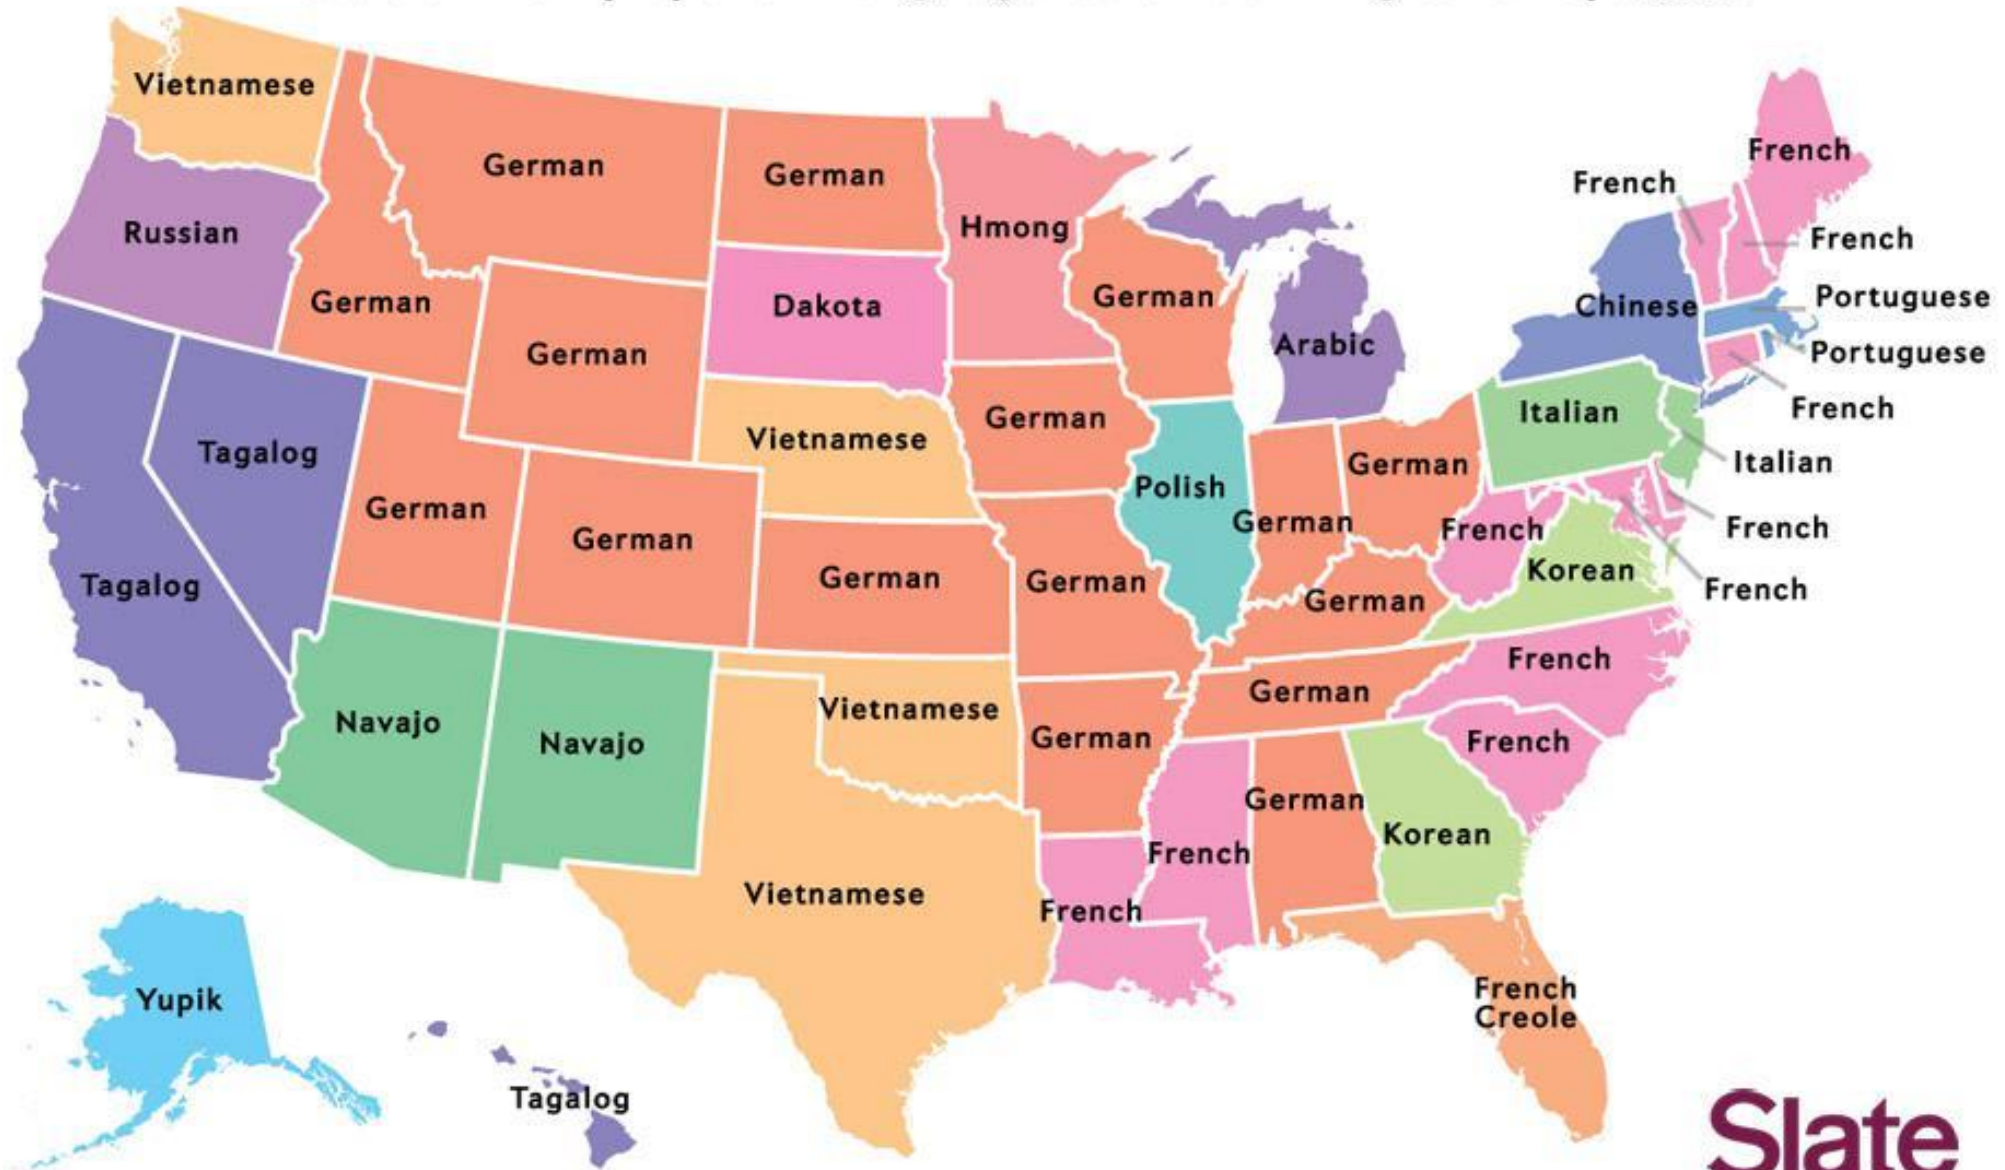 Vietnamese
German
German
Hmong
French
French
Russian
German
German
Dakota
German
Arabic
Chinese
French
Portuguese
Portuguese
French
Tagalog
German
Vietnamese
German
Polish
German
German
Italian
Italian
Tagalog
German
German
German
German
French
Korean
French
French
German
Navajo
Navajo
Vietnamese
German
German
French
French
German
Korean
Vietnamese
French
French
French
Creole
Yupik
Tagalog
Slate